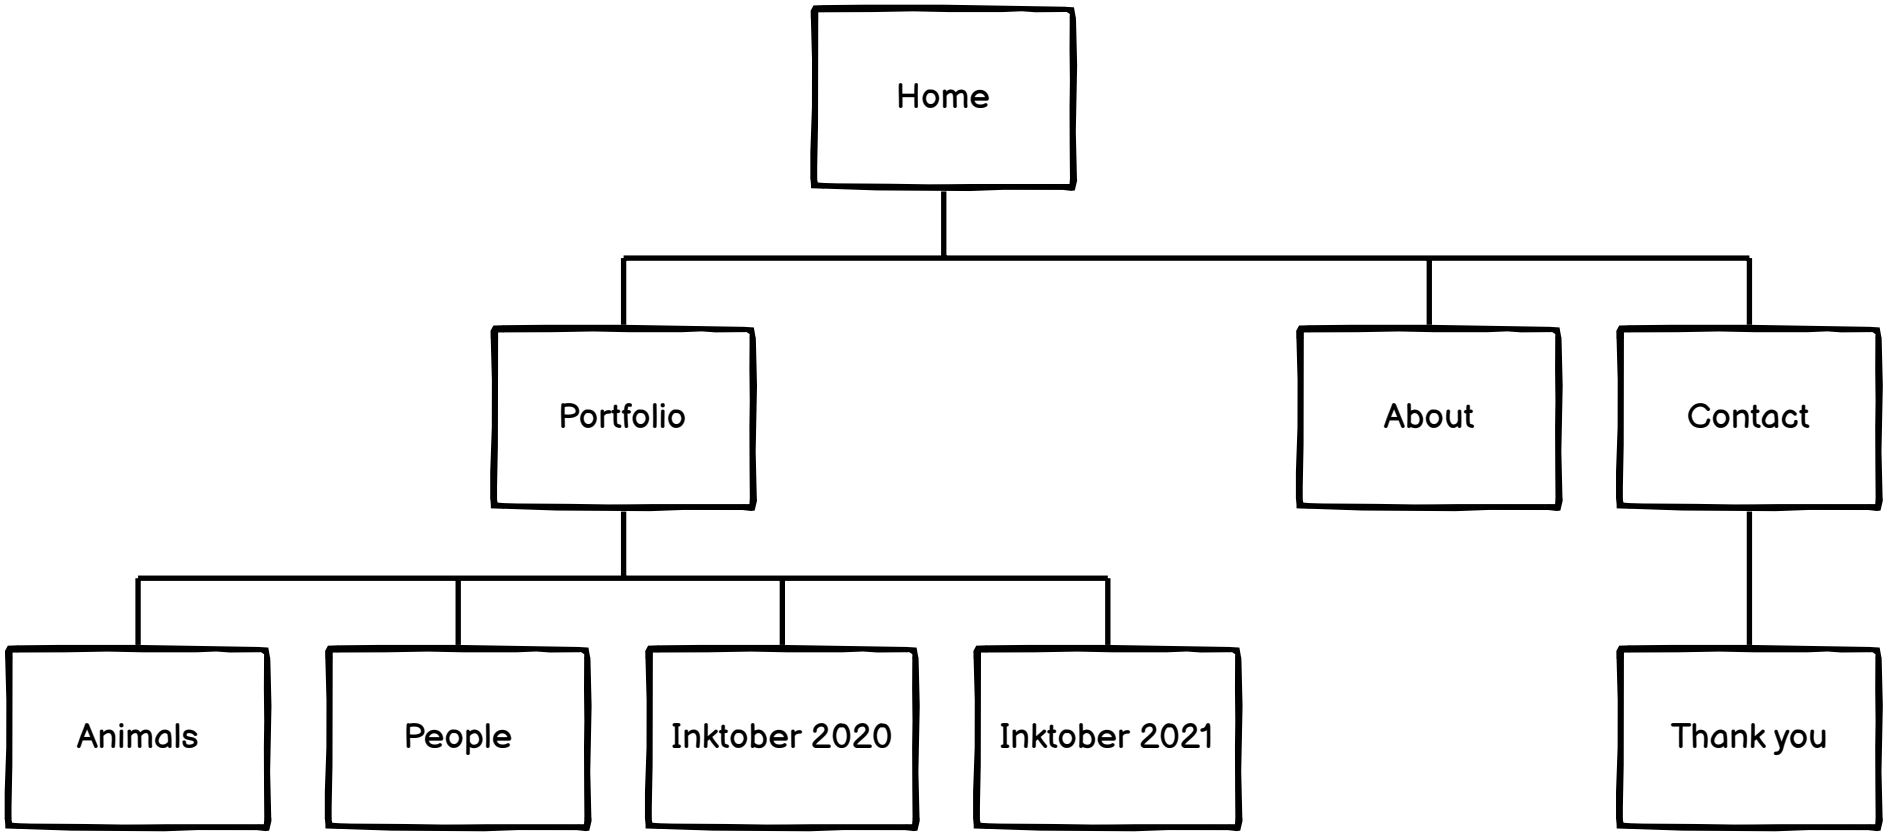 Home
Portfolio
About
Contact
Animals
People
Inktober 2020
Inktober 2021
Thank you